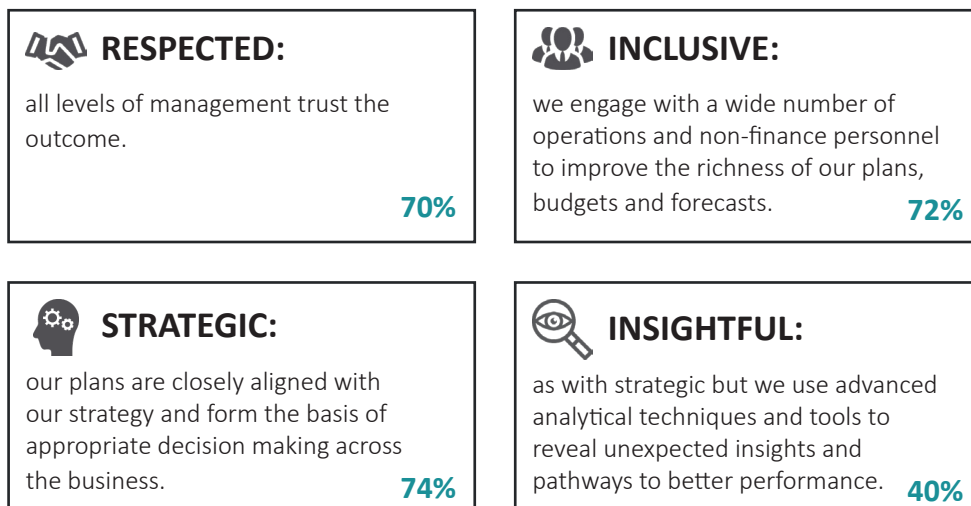 RESPECTED:
all levels of management trust the
outcome.
70%
INCLUSIVE:
we engage with a wide number of
operations and non-finance personnel
to improve the richness of our plans,
budgets and forecasts.
72%
STRATEGIC:
our plans are closely aligned with
our strategy and form the basis of
appropriate decision making across
the business.
74%
INSIGHTFUL:
as with strategic but we use advanced
analytical techniques and tools to
reveal unexpected insights and
pathways to better performance.
40%